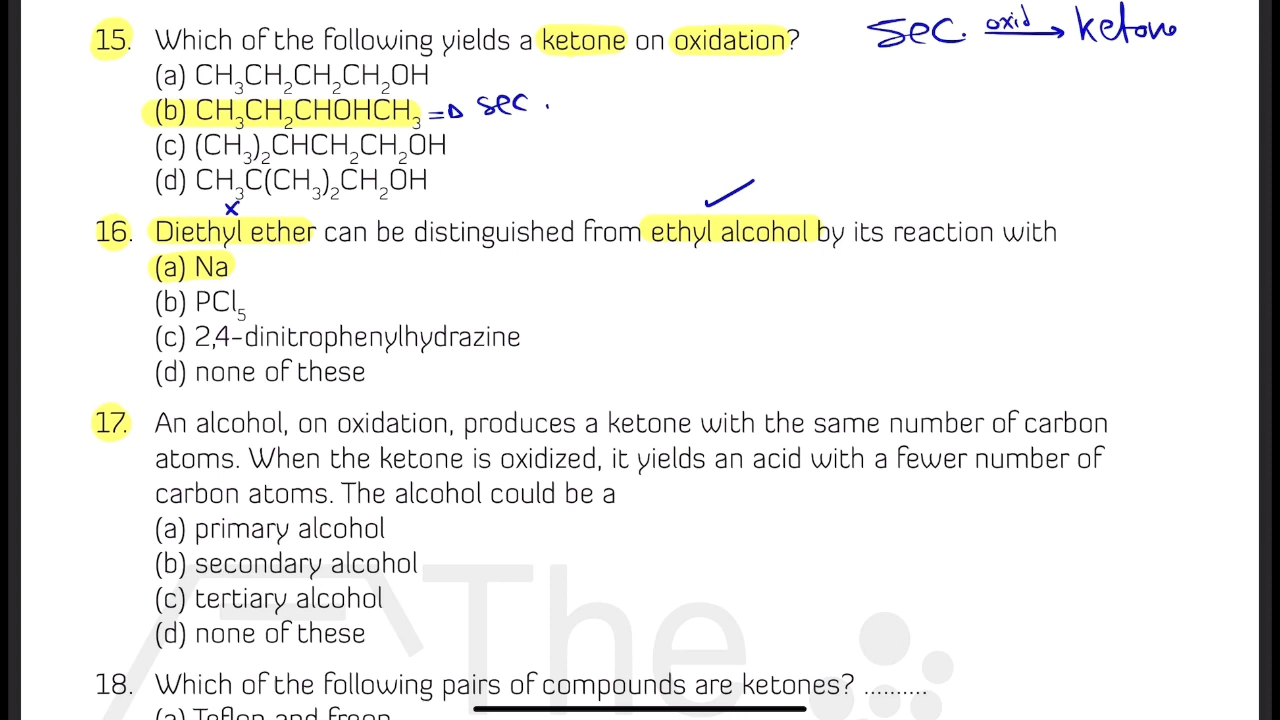 15. Which of the following yields a ketone on oxidation?
sec. oxid → ketone
(a) CH₃CH₂CH₂CH₂OH
(b) CH₃CH₂CHOHCH₃ ⇒ sec.
(c) (CH₃)₂CHCH₂CH₂OH
(d) CH₃C(CH₃)₂CH₂OH
x ✓
16. Diethyl ether can be distinguished from ethyl alcohol by its reaction with
(a) Na
(b) PCl₅
(c) 2,4-dinitrophenylhydrazine
(d) none of these
17. An alcohol, on oxidation, produces a ketone with the same number of carbon
atoms. When the ketone is oxidized, it yields an acid with a fewer number of
carbon atoms. The alcohol could be a
(a) primary alcohol
(b) secondary alcohol
(c) tertiary alcohol
(d) none of these
The
18. Which of the following pairs of compounds are ketones? ..........
(a) Teflon and freon